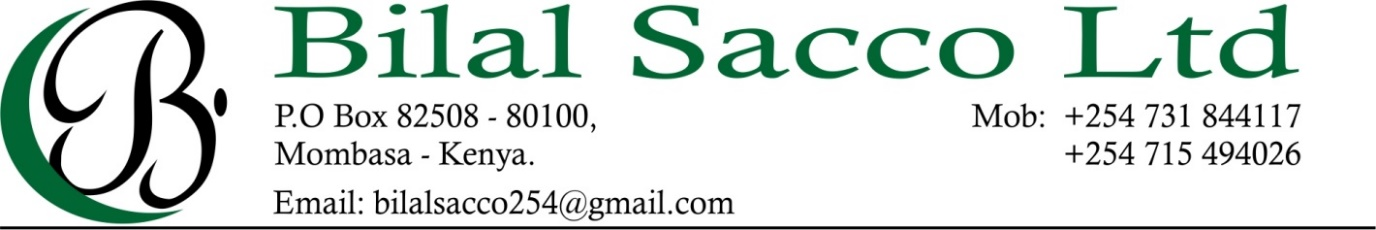 B.
Bilal Sacco Ltd
P.O Box 82508 - 80100,
Mombasa - Kenya.
Email: bilalsacco254@gmail.com
Mob: +254 731 844117
+254 715 494026